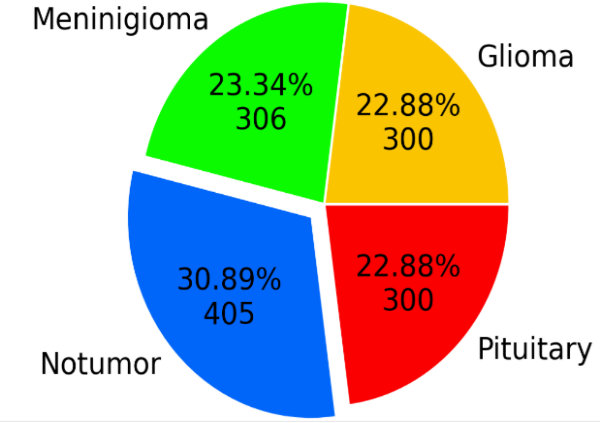 Meninigioma
Glioma
23.34%
306
22.88%
300
30.89%
405
22.88%
300
Notumor
Pituitary